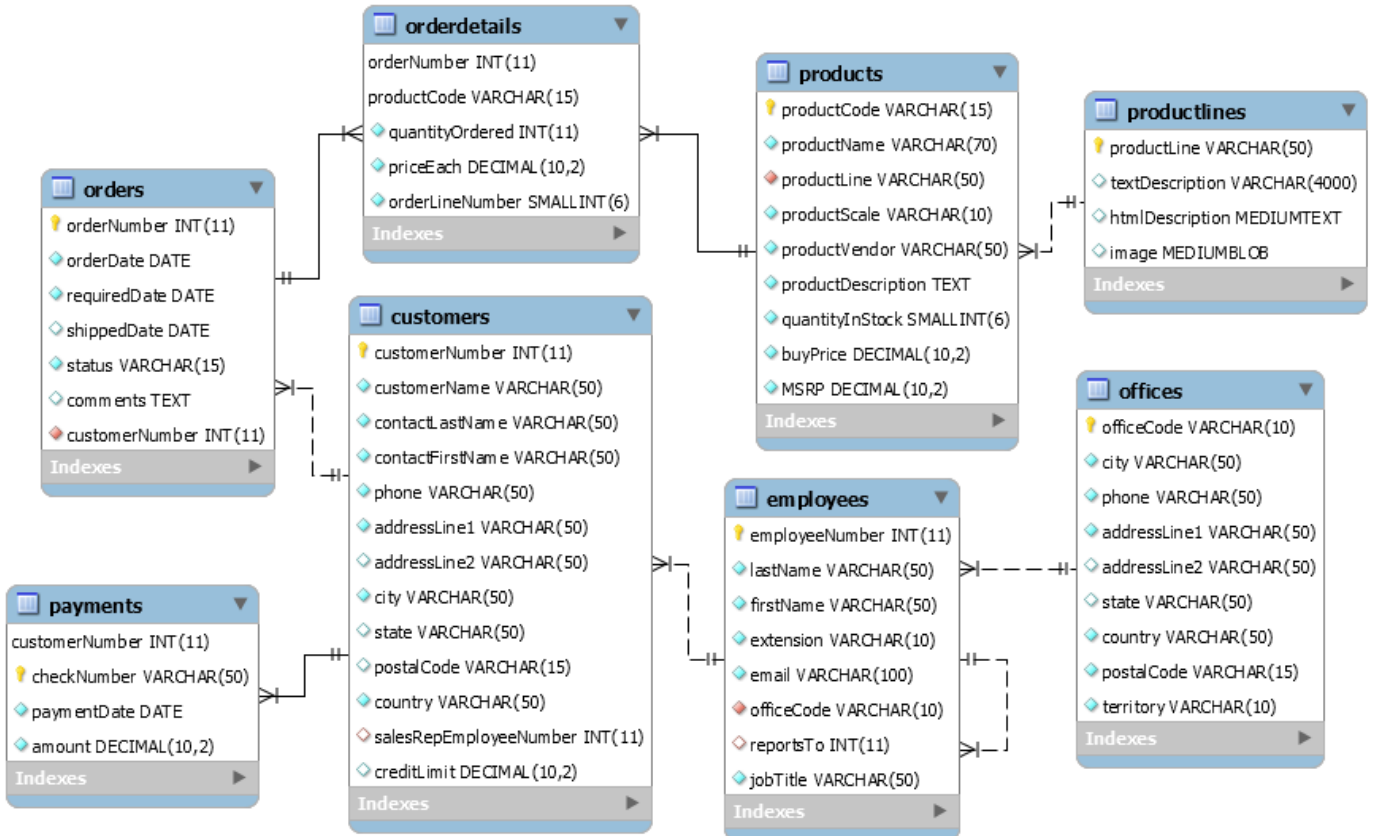 orderdetails
orderNumber INT(11)
productCode VARCHAR(15)
quantityOrdered INT(11)
priceEach DECIMAL(10,2)
orderLineNumber SMALLINT(6)
Indexes
products
productCode VARCHAR(15)
productName VARCHAR(70)
productLine VARCHAR(50)
productScale VARCHAR(10)
productVendor VARCHAR(50)
productDescription TEXT
quantityInStock SMALLINT(6)
buyPrice DECIMAL(10,2)
MSRP DECIMAL(10,2)
Indexes
productlines
productLine VARCHAR(50)
textDescription VARCHAR(4000)
htmlDescription MEDIUMTEXT
image MEDIUMBLOB
Indexes
orders
orderNumber INT(11)
orderDate DATE
requiredDate DATE
shippedDate DATE
status VARCHAR(15)
comments TEXT
customerNumber INT(11)
Indexes
customers
customerNumber INT(11)
customerName VARCHAR(50)
contactLastName VARCHAR(50)
contactFirstName VARCHAR(50)
phone VARCHAR(50)
addressLine1 VARCHAR(50)
addressLine2 VARCHAR(50)
city VARCHAR(50)
state VARCHAR(50)
postalCode VARCHAR(15)
country VARCHAR(50)
salesRepEmployeeNumber INT(11)
creditLimit DECIMAL(10,2)
Indexes
offices
officeCode VARCHAR(10)
city VARCHAR(50)
phone VARCHAR(50)
addressLine1 VARCHAR(50)
addressLine2 VARCHAR(50)
state VARCHAR(50)
country VARCHAR(50)
postalCode VARCHAR(15)
territory VARCHAR(10)
Indexes
employees
employeeNumber INT(11)
lastName VARCHAR(50)
firstName VARCHAR(50)
extension VARCHAR(10)
email VARCHAR(100)
officeCode VARCHAR(10)
reportsTo INT(11)
jobTitle VARCHAR(50)
Indexes
payments
customerNumber INT(11)
checkNumber VARCHAR(50)
paymentDate DATE
amount DECIMAL(10,2)
Indexes